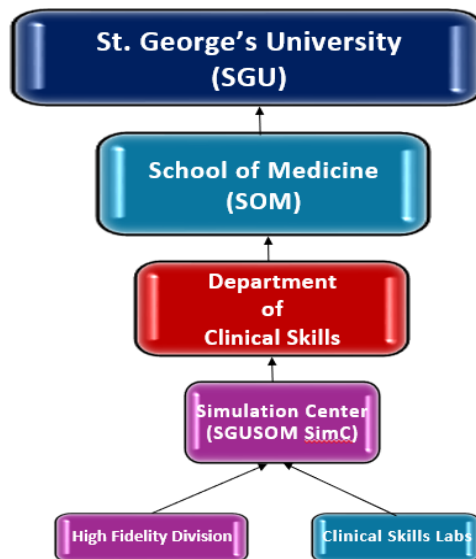 St. George’s University
(SGU)
School of Medicine
(SOM)
Department
of
Clinical Skills
Simulation Center
(SGUSOM SimC)
High Fidelity Division
Clinical Skills Labs